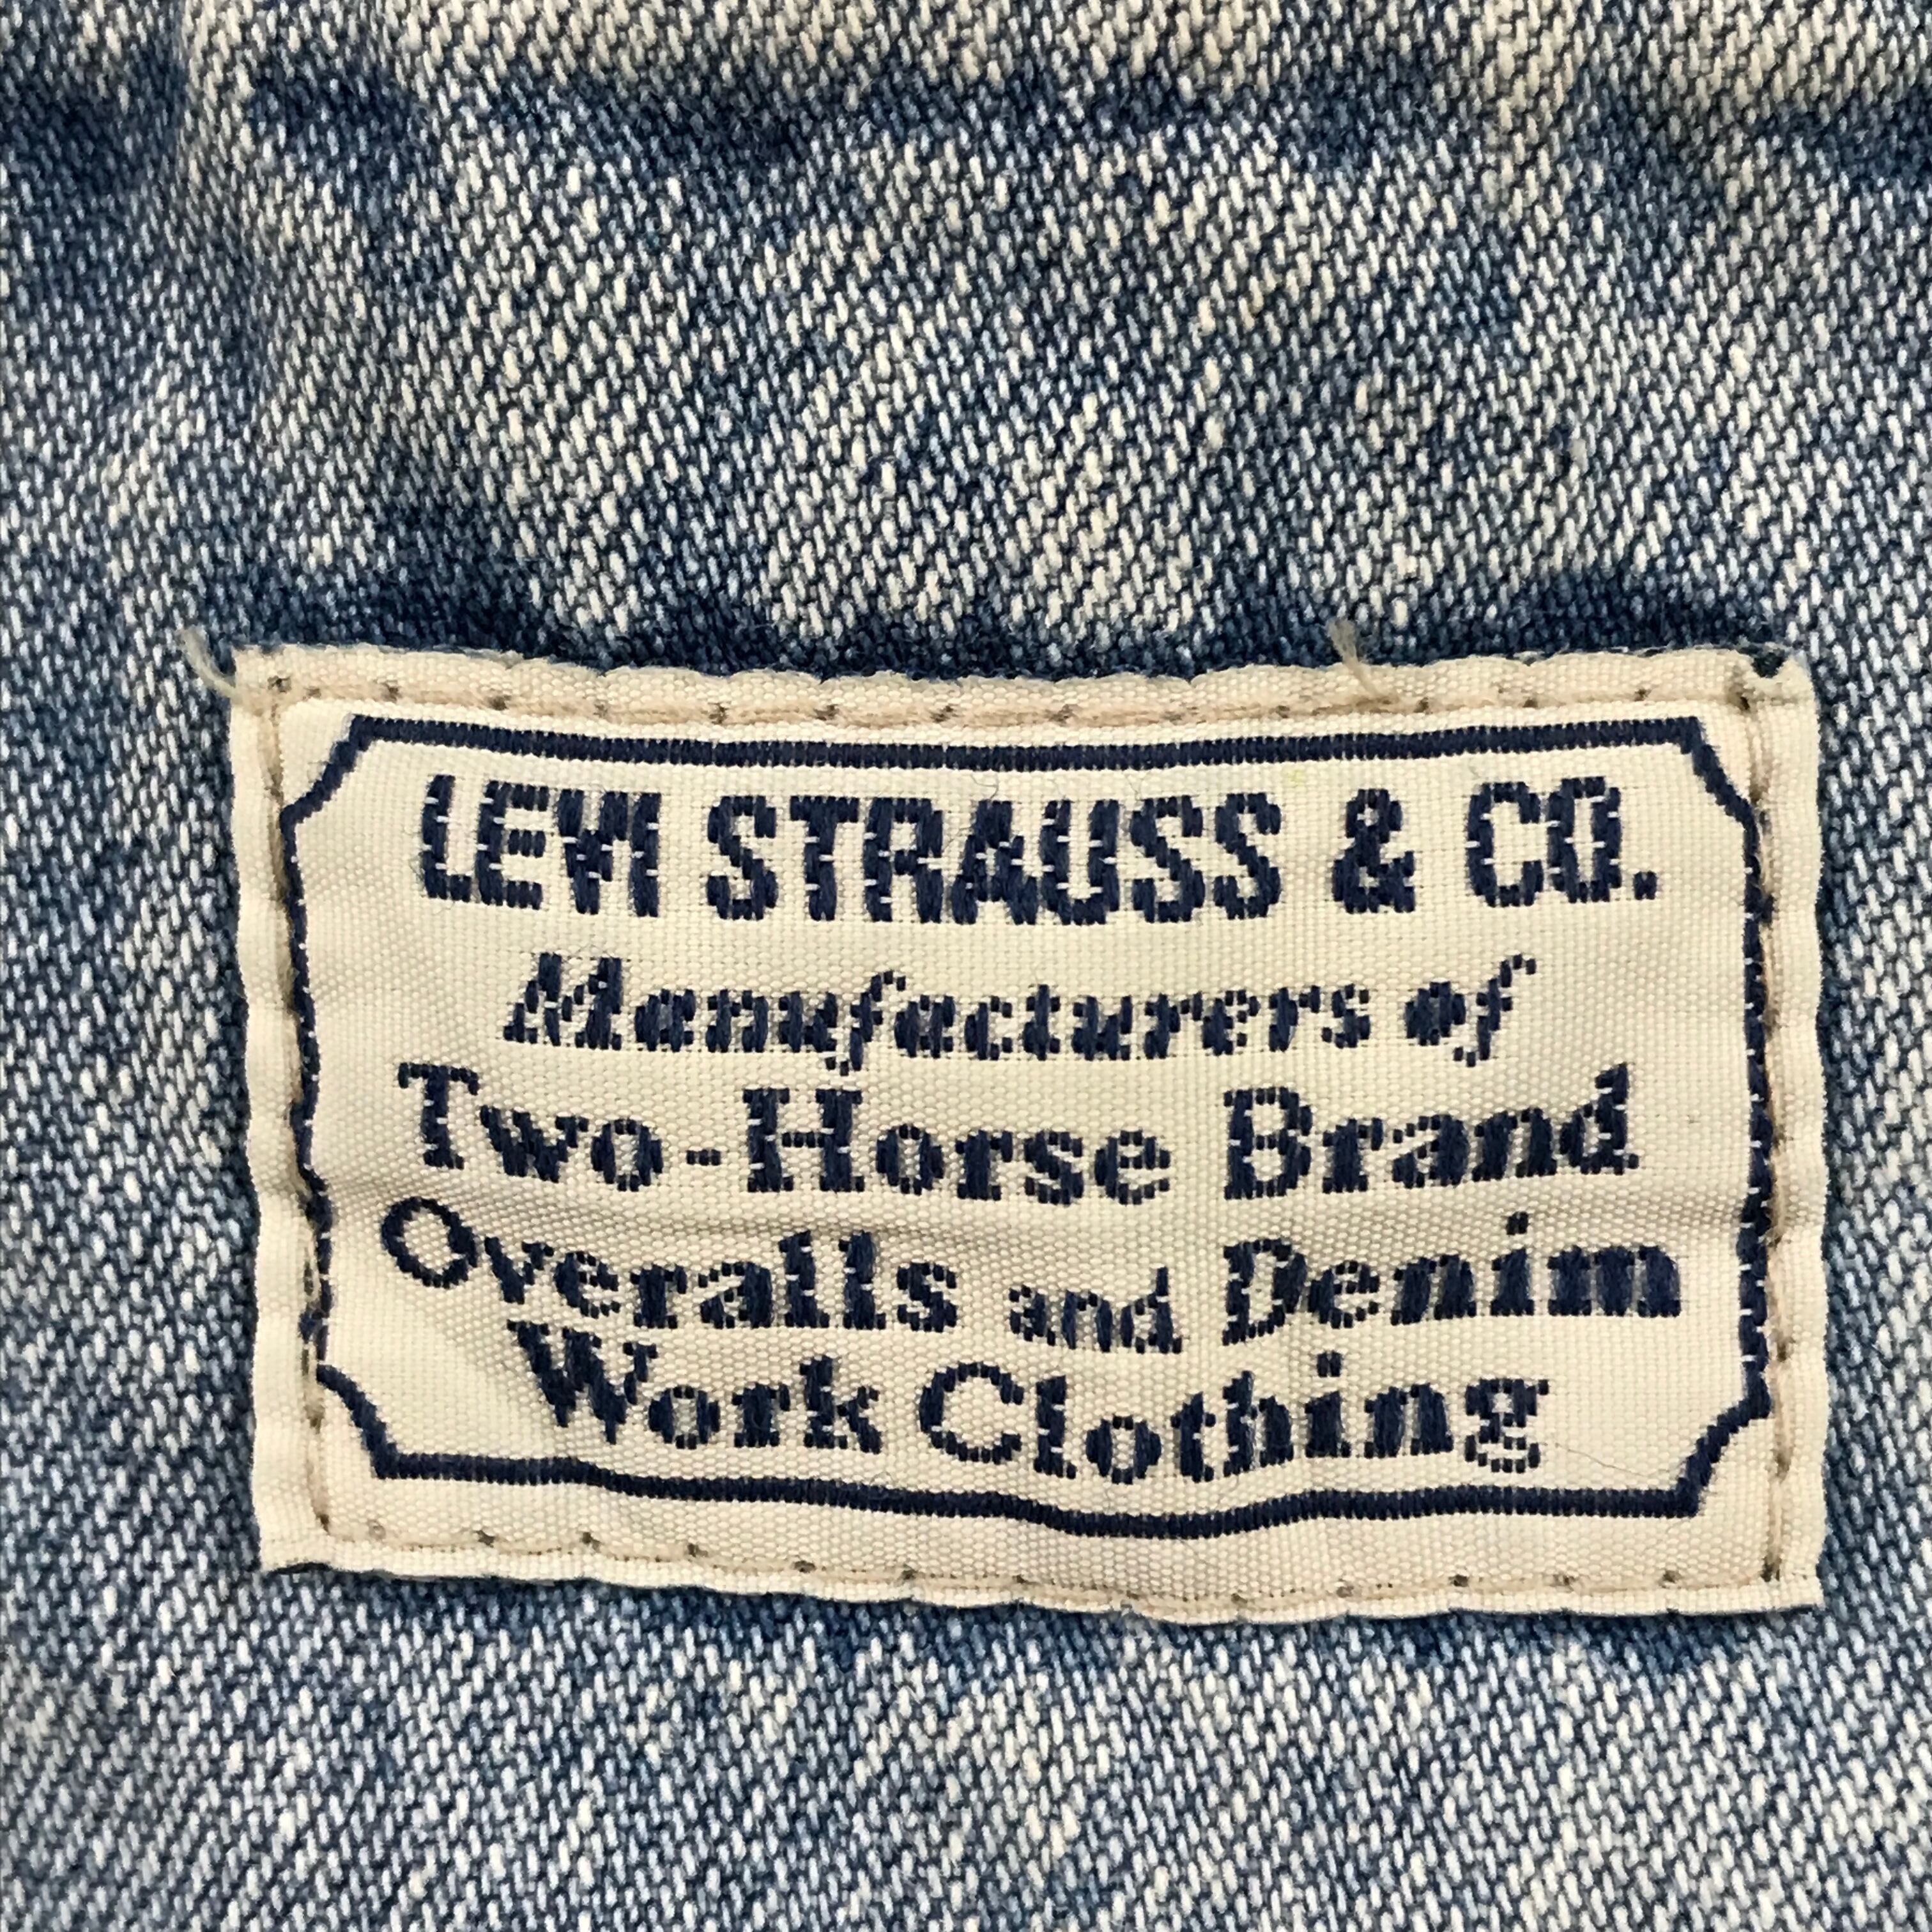 LEVI STRAUSS & CO.
Manufacturers of
Two-Horse Brand
Overalls and Denim
Work Clothing